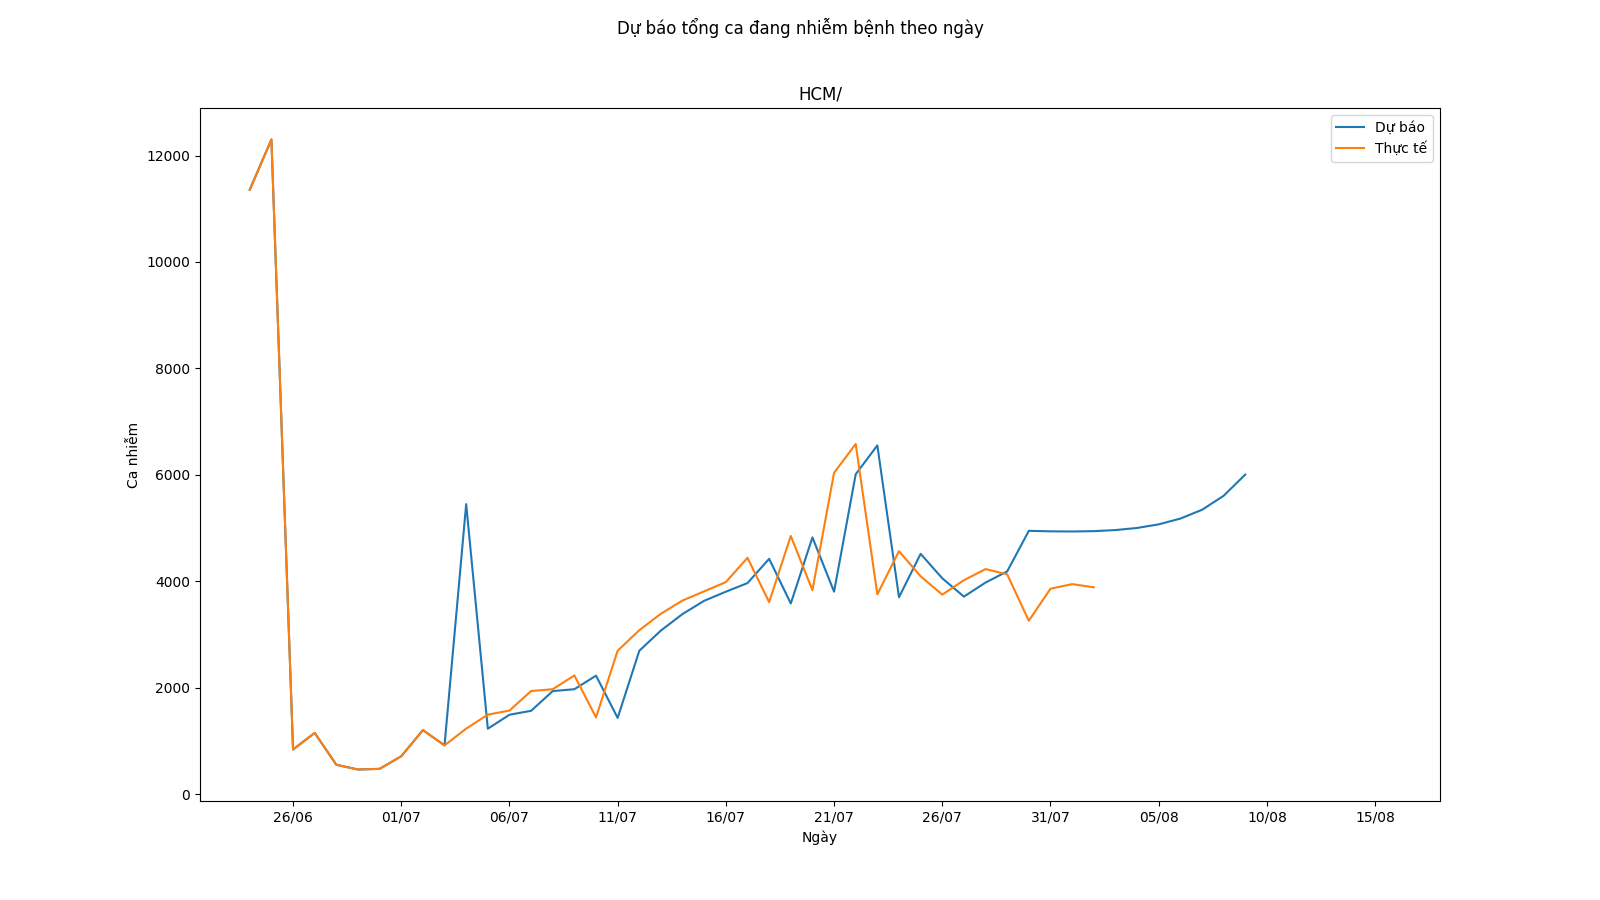 Dự báo tổng ca đang nhiễm bệnh theo ngày
HCM/
Dự báo
Thực tế
12000
10000
8000
6000
4000
2000
0
Ca nhiễm
26/06 01/07 06/07 11/07 16/07 21/07 26/07 31/07 05/08 10/08 15/08
Ngày